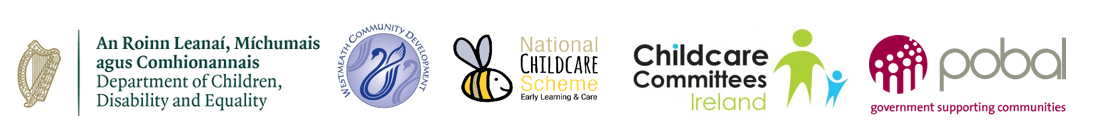 An Roinn Leanaí, Míchumais
agus Comhionannais
Department of Children,
Disability and Equality
WESTMEATH COMMUNITY DEVELOPMENT
National
CHILDCARE
Scheme
Early Learning & Care
Childcare
Committees
Ireland
pobal
government supporting communities